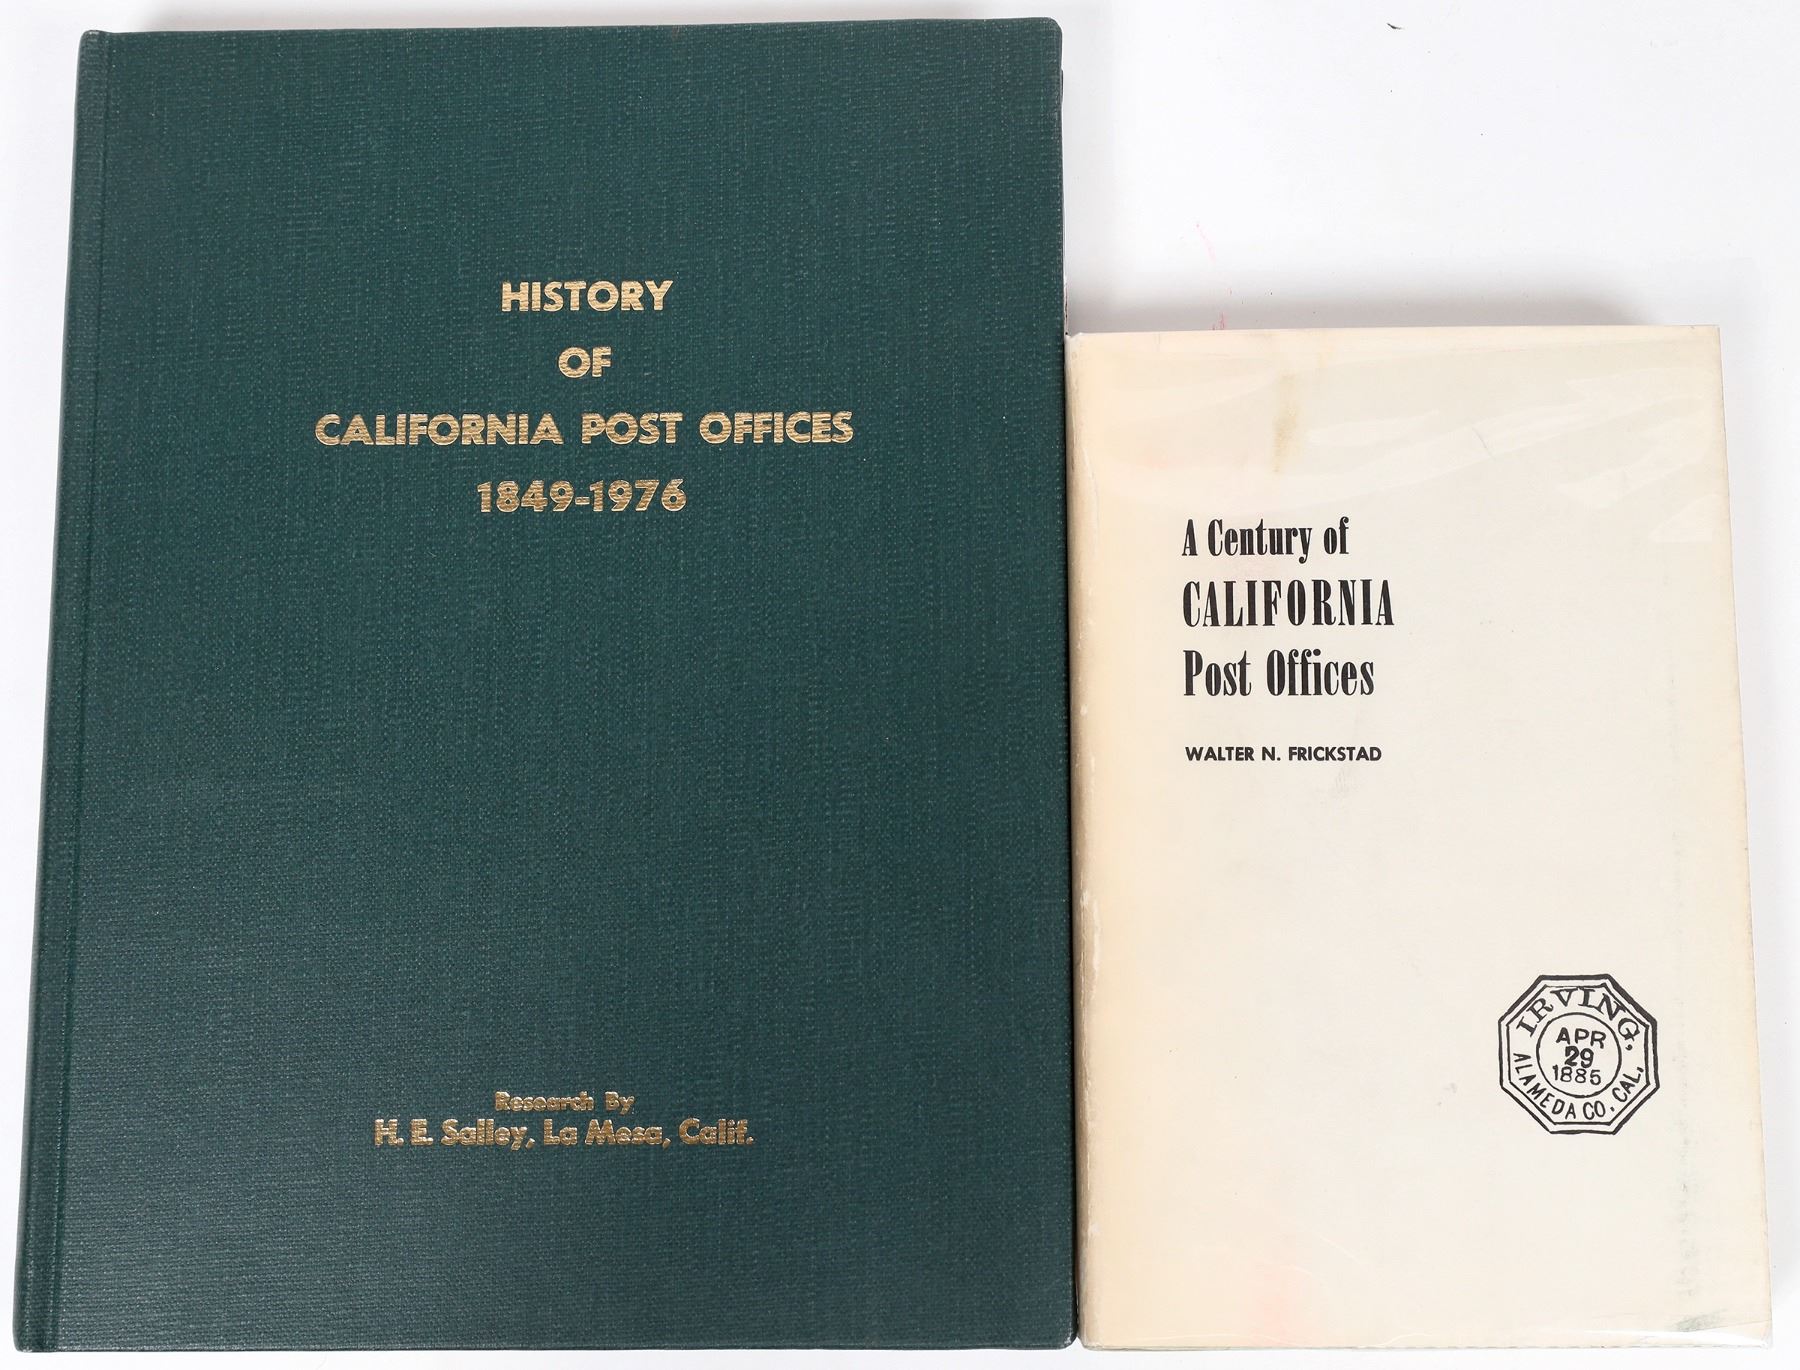 HISTORY
OF
CALIFORNIA POST OFFICES
1849-1976
Research By
H. E. Salley, La Mesa, Calif.
A Century of
CALIFORNIA
Post Offices
WALTER N. FRICKSTAD
IRVING,
APR
29
1885
ALAMEDA CO. CAL.